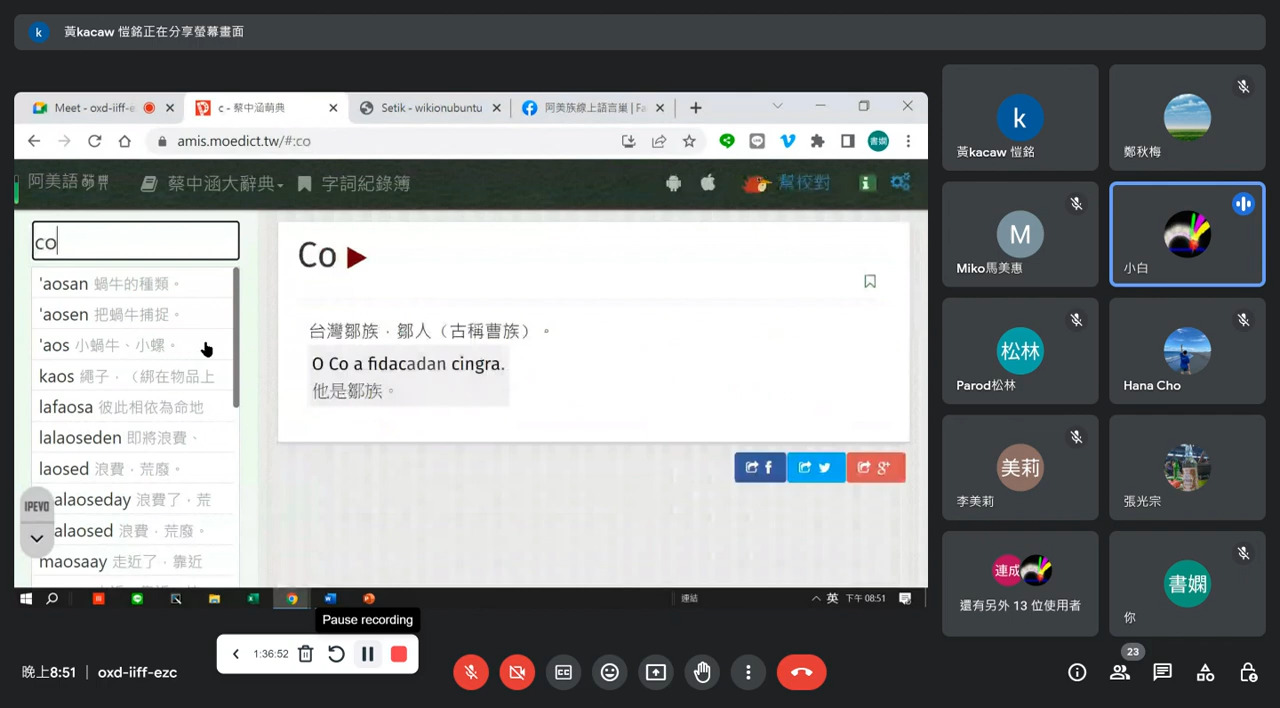 k 黃kacaw 愷銘正在分享螢幕畫面
Meet - oxd-iiff-e
c - 蔡中涵萌典
Setik - wikionubuntu
阿美族線上語言巢 | Fa
amis.moedict.tw/#:co
書嫻
阿美語萌典
蔡中涵大辭典
字詞紀錄簿
幫校對
co
'aosan 蝸牛的種類。
'aosen 把蝸牛捕捉。
'aos 小蝸牛、小螺。
kaos 繩子，（綁在物品上
lafaosa 彼此相依為命地
lalaoseden 即將浪費、
laosed 浪費，荒廢。
alaoseday 浪費了，荒
alaosed 浪費，荒廢。
maosaay 走近了，靠近
IPEVO
Co
台灣鄒族，鄒人（古稱曹族）。
O Co a fidacadan cingra.
他是鄒族。
f
g+
連結
英 下午 08:51
Pause recording
1:36:52
晚上8:51 | oxd-iiff-ezc
k
黃kacaw 愷銘
鄭秋梅
M
Miko馬美惠
小白
松林
Parod松林
Hana Cho
美莉
李美莉
張光宗
連成
還有另外 13 位使用者
書嫻
你
23